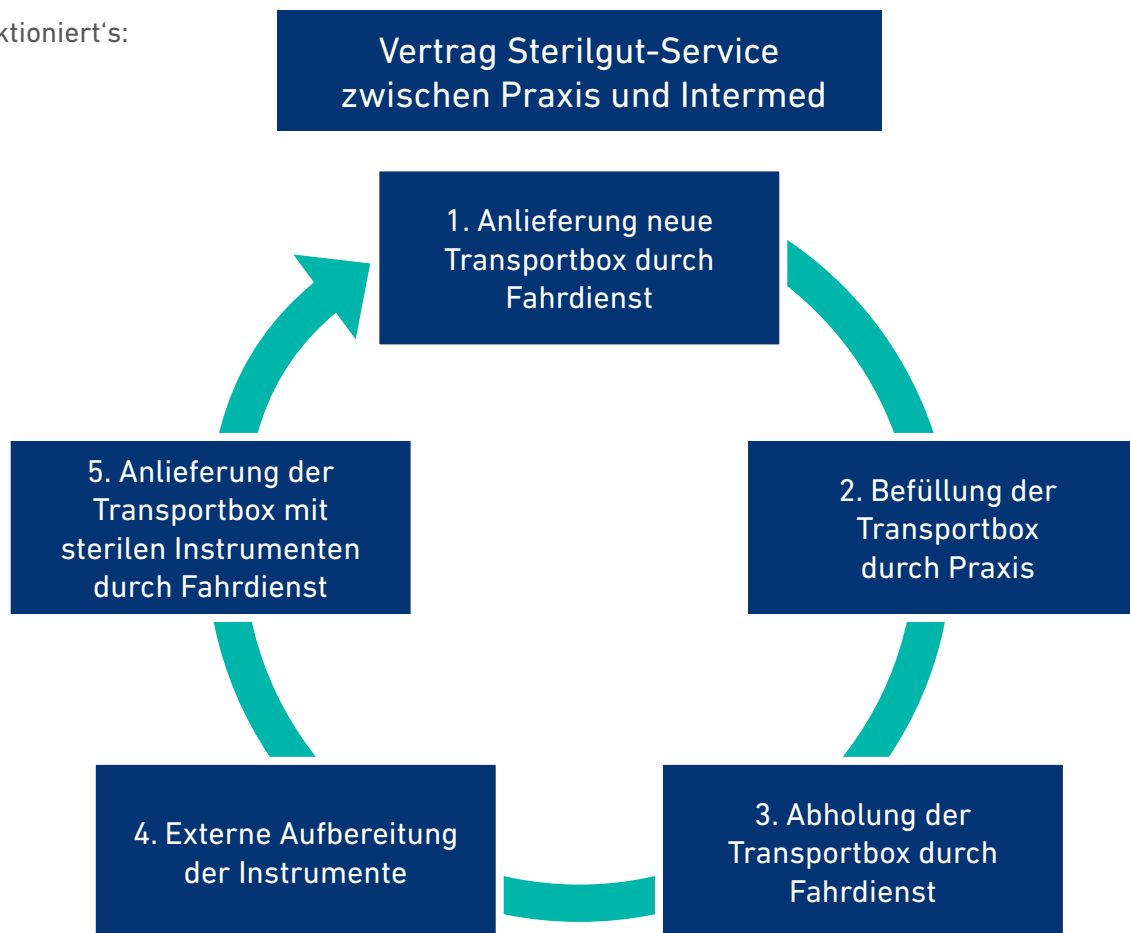 ktioniert‘s:
Vertrag Sterilgut-Service
zwischen Praxis und Intermed
1. Anlieferung neue
Transportbox durch
Fahrdienst
2. Befüllung der
Transportbox
durch Praxis
3. Abholung der
Transportbox durch
Fahrdienst
4. Externe Aufbereitung
der Instrumente
5. Anlieferung der
Transportbox mit
sterilen Instrumenten
durch Fahrdienst